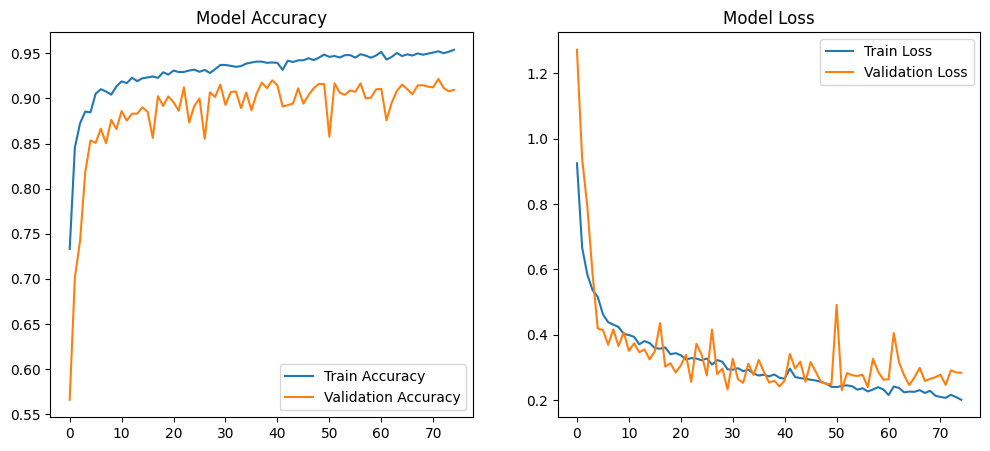 Model Accuracy
0.95
0.90
0.85
0.80
0.75
0.70
0.65
0.60
0.55
Train Accuracy
Validation Accuracy
0 10 20 30 40 50 60 70
Model Loss
Train Loss
Validation Loss
1.2
1.0
0.8
0.6
0.4
0.2
0 10 20 30 40 50 60 70